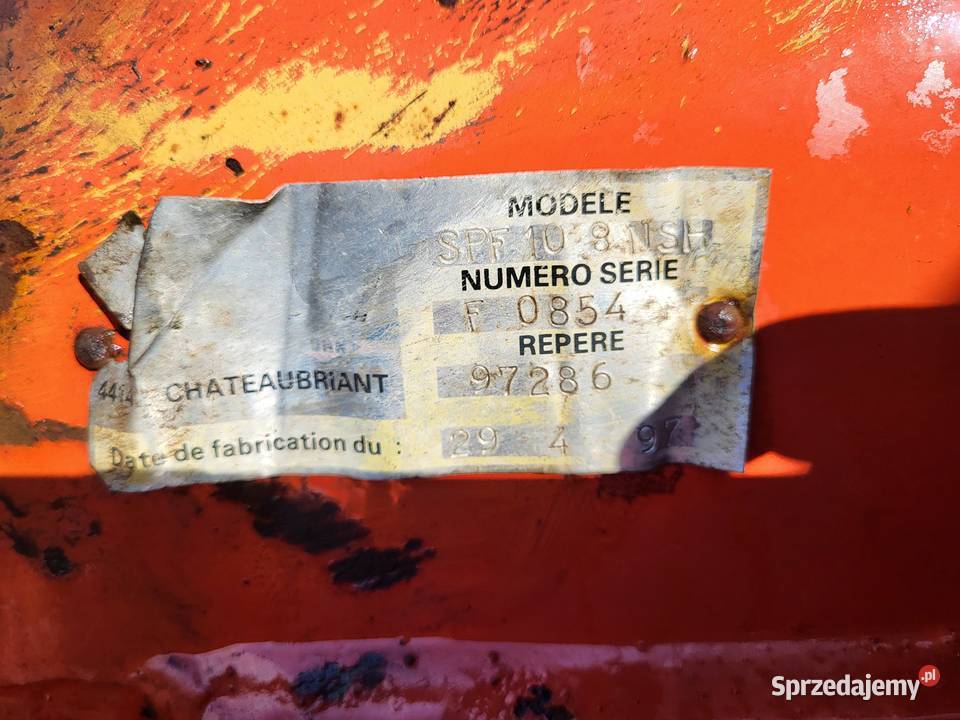 MODELE
SPF 10 8 NSH
NUMERO SERIE
F 0854
REPERE
CHATEAUBRIANT
97286
Date de fabrication du :
29 4 97
Sprzedajemy.pl